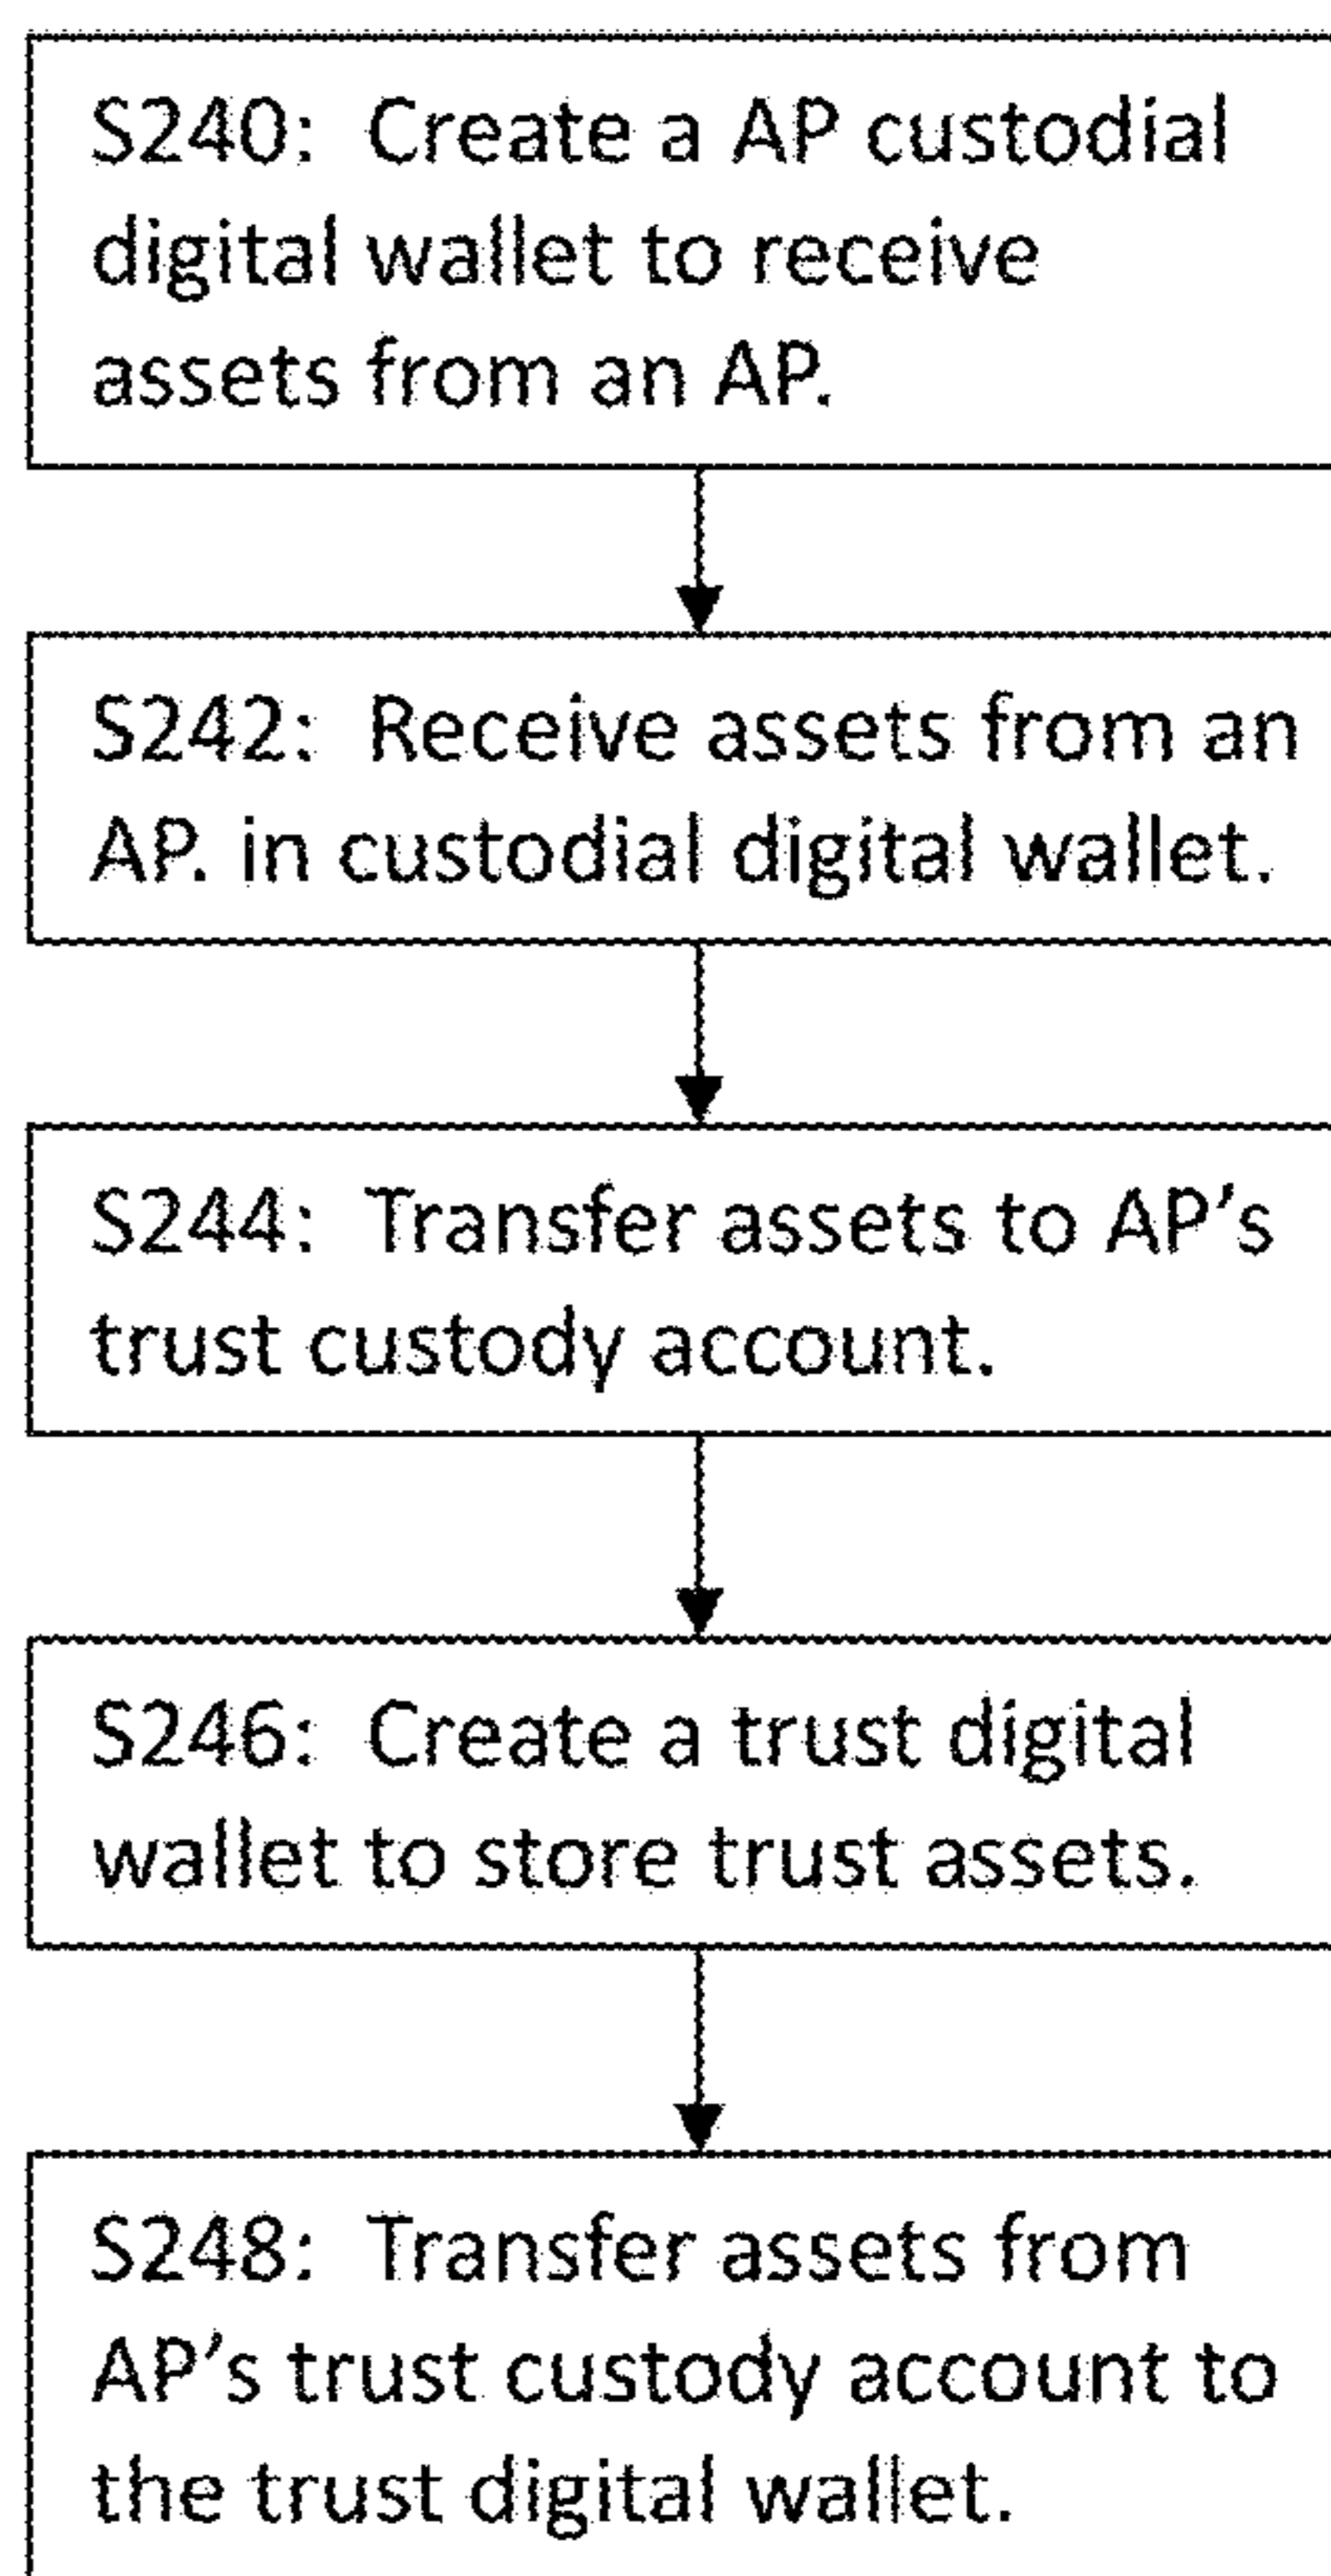 S240:  Create a AP custodial
digital wallet to receive
assets from an AP.
S242:  Receive assets from an
AP. in custodial digital wallet.
S244:  Transfer assets to AP’s
trust custody account.
S246:  Create a trust digital
wallet to store trust assets.
S248:  Transfer assets from
AP’s trust custody account to
the trust digital wallet.